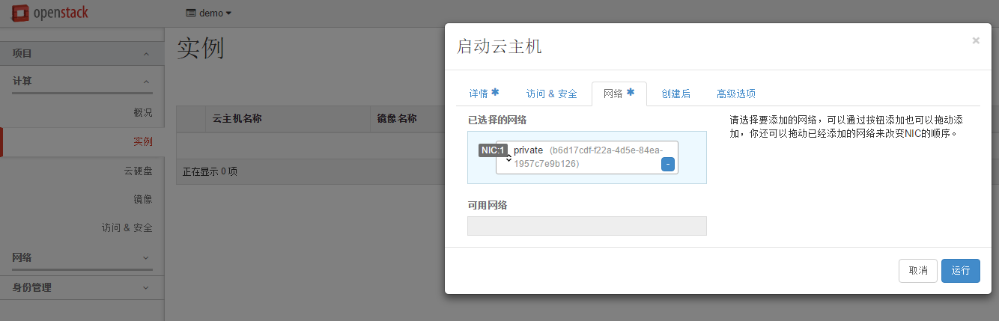 openstack
demo
项目
计算
概况
实例
云硬盘
镜像
访问 & 安全
网络
身份管理
实例
云主机名称
镜像名称
正在显示 0 项
启动云主机
×
详情 *
访问 & 安全
网络 *
创建后
高级选项
已选择的网络
NIC:1
private (b6d17cdf-f22a-4d5e-84ea-
1957c7e9b126)
-
可用网络
请选择要添加的网络，可以通过按钮添加也可以拖动添
加，你还可以拖动已经添加的网络来改变NIC的顺序。
取消
运行